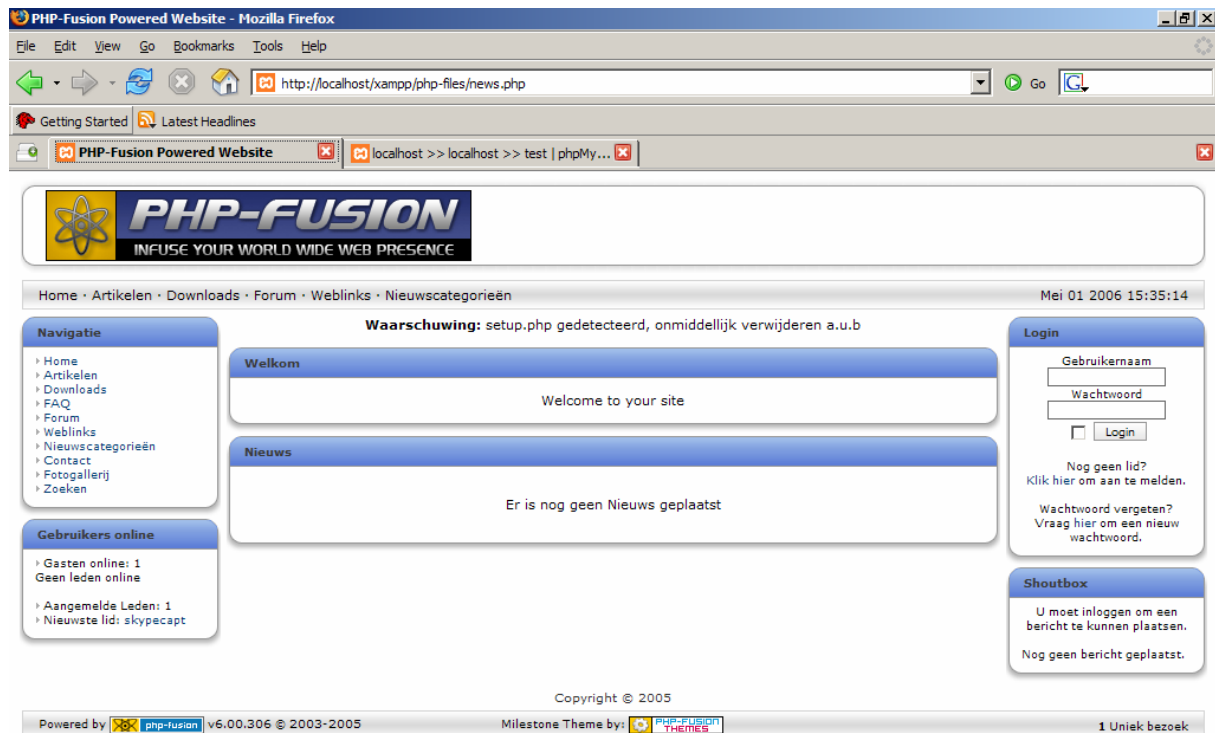 PHP-Fusion Powered Website - Mozilla Firefox
File Edit View Go Bookmarks Tools Help
http://localhost/xampp/php-files/news.php
Go
G
Getting Started Latest Headlines
PHP-Fusion Powered Website
localhost >> localhost >> test | phpMy...
PHP-FUSION
INFUSE YOUR WORLD WIDE WEB PRESENCE
Home · Artikelen · Downloads · Forum · Weblinks · Nieuwscategorieën
Mei 01 2006 15:35:14
Navigatie
Home
Artikelen
Downloads
FAQ
Forum
Weblinks
Nieuwscategorieën
Contact
Fotogallerij
Zoeken
Gebruikers online
Gasten online: 1
Geen leden online
Aangemelde Leden: 1
Nieuwste lid: skypecapt
Waarschuwing: setup.php gedetecteerd, onmiddellijk verwijderen a.u.b
Welkom
Welcome to your site
Nieuws
Er is nog geen Nieuws geplaatst
Login
Gebruikernaam
Wachtwoord
Login
Nog geen lid?
Klik hier om aan te melden.
Wachtwoord vergeten?
Vraag hier om een nieuw
wachtwoord.
Shoutbox
U moet inloggen om een
bericht te kunnen plaatsen.
Nog geen bericht geplaatst.
Copyright © 2005
Powered by php-fusion v6.00.306 © 2003-2005
Milestone Theme by: PHP-FUSION THEMES
1 Uniek bezoek